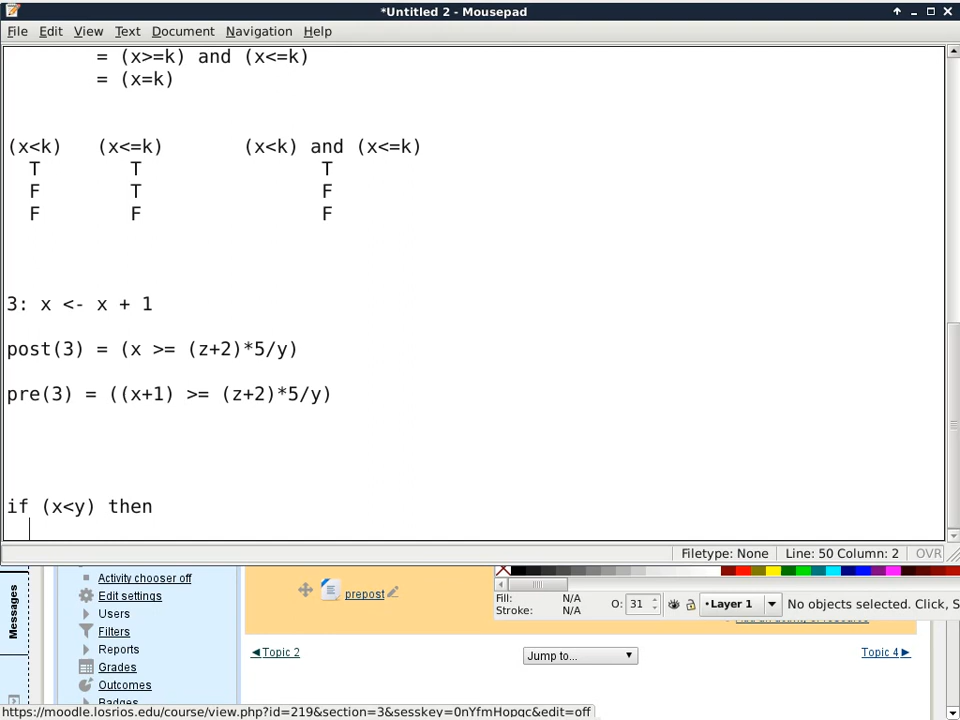 *Untitled 2 - Mousepad
File Edit View Text Document Navigation Help
= (x>=k) and (x<=k)
= (x=k)
(x<k) (x<=k) (x<k) and (x<=k)
T T T
F T F
F F F
3: x <- x + 1
post(3) = (x >= (z+2)*5/y)
pre(3) = ((x+1) >= (z+2)*5/y)
if (x<y) then
Filetype: None Line: 50 Column: 2 OVR
Messages
Activity chooser off
Edit settings
Users
Filters
Reports
Grades
Outcomes
prepost
Fill: N/A
Stroke: N/A
O: 31
•Layer 1
No objects selected. Click, S
Topic 2
Jump to...
Topic 4
https://moodle.losrios.edu/course/view.php?id=219&section=3&sesskey=0nYfmHopqc&edit=off